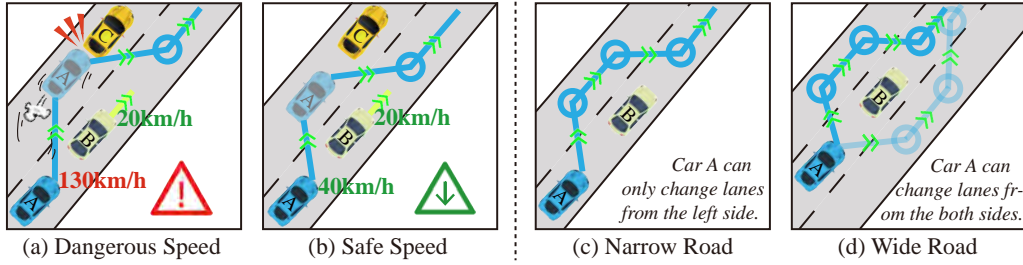 C
A
20km/h
B
130km/h
A
(a) Dangerous Speed
C
A
20km/h
B
40km/h
A
(b) Safe Speed
B
A
Car A can
only change lanes
from the left side.
(c) Narrow Road
B
A
Car A can
change lanes fr-
om the both sides.
(d) Wide Road